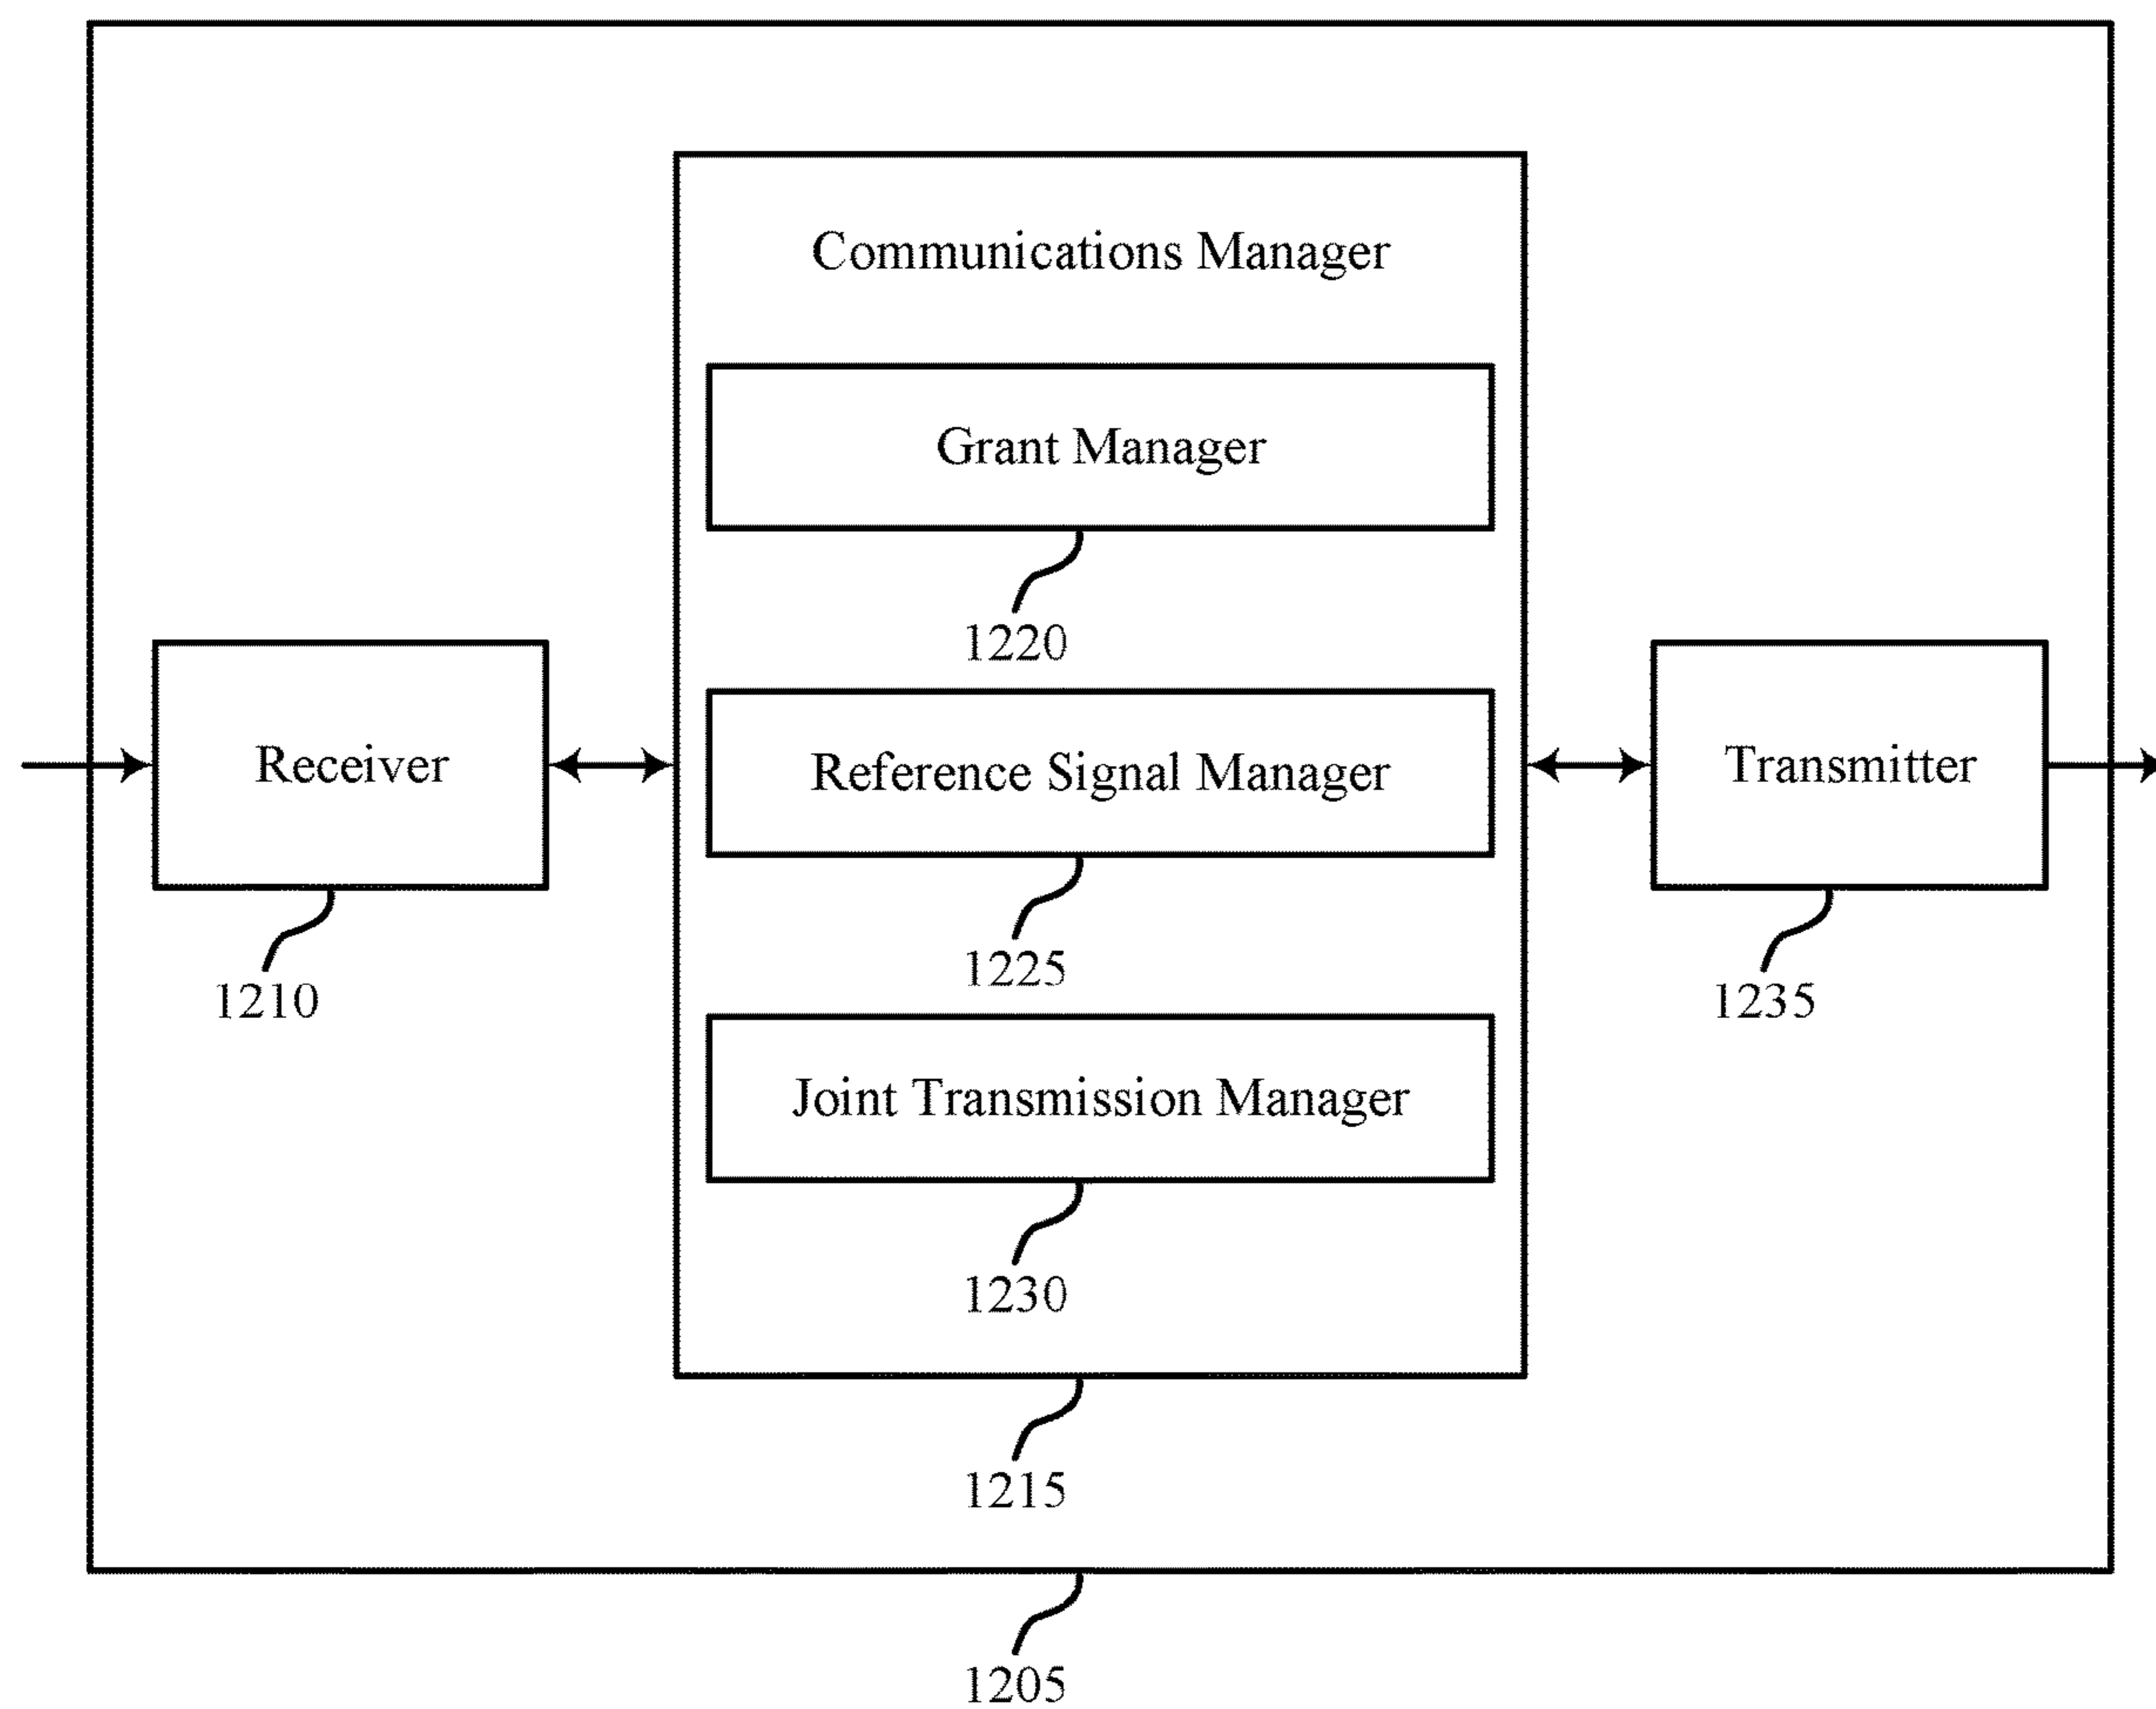 Communications Manager
Grant Manager
1220
Receiver
1210
Reference Signal Manager
1225
Transmitter
1235
Joint Transmission Manager
1230
1215
1205